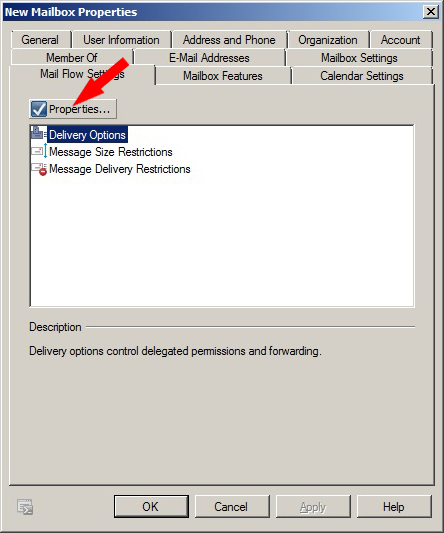 New Mailbox Properties
General User Information Address and Phone Organization Account
Member Of E-Mail Addresses Mailbox Settings
Mail Flow Settings Mailbox Features Calendar Settings
Properties...
Delivery Options
Message Size Restrictions
Message Delivery Restrictions
Description
Delivery options control delegated permissions and forwarding.
OK Cancel Apply Help